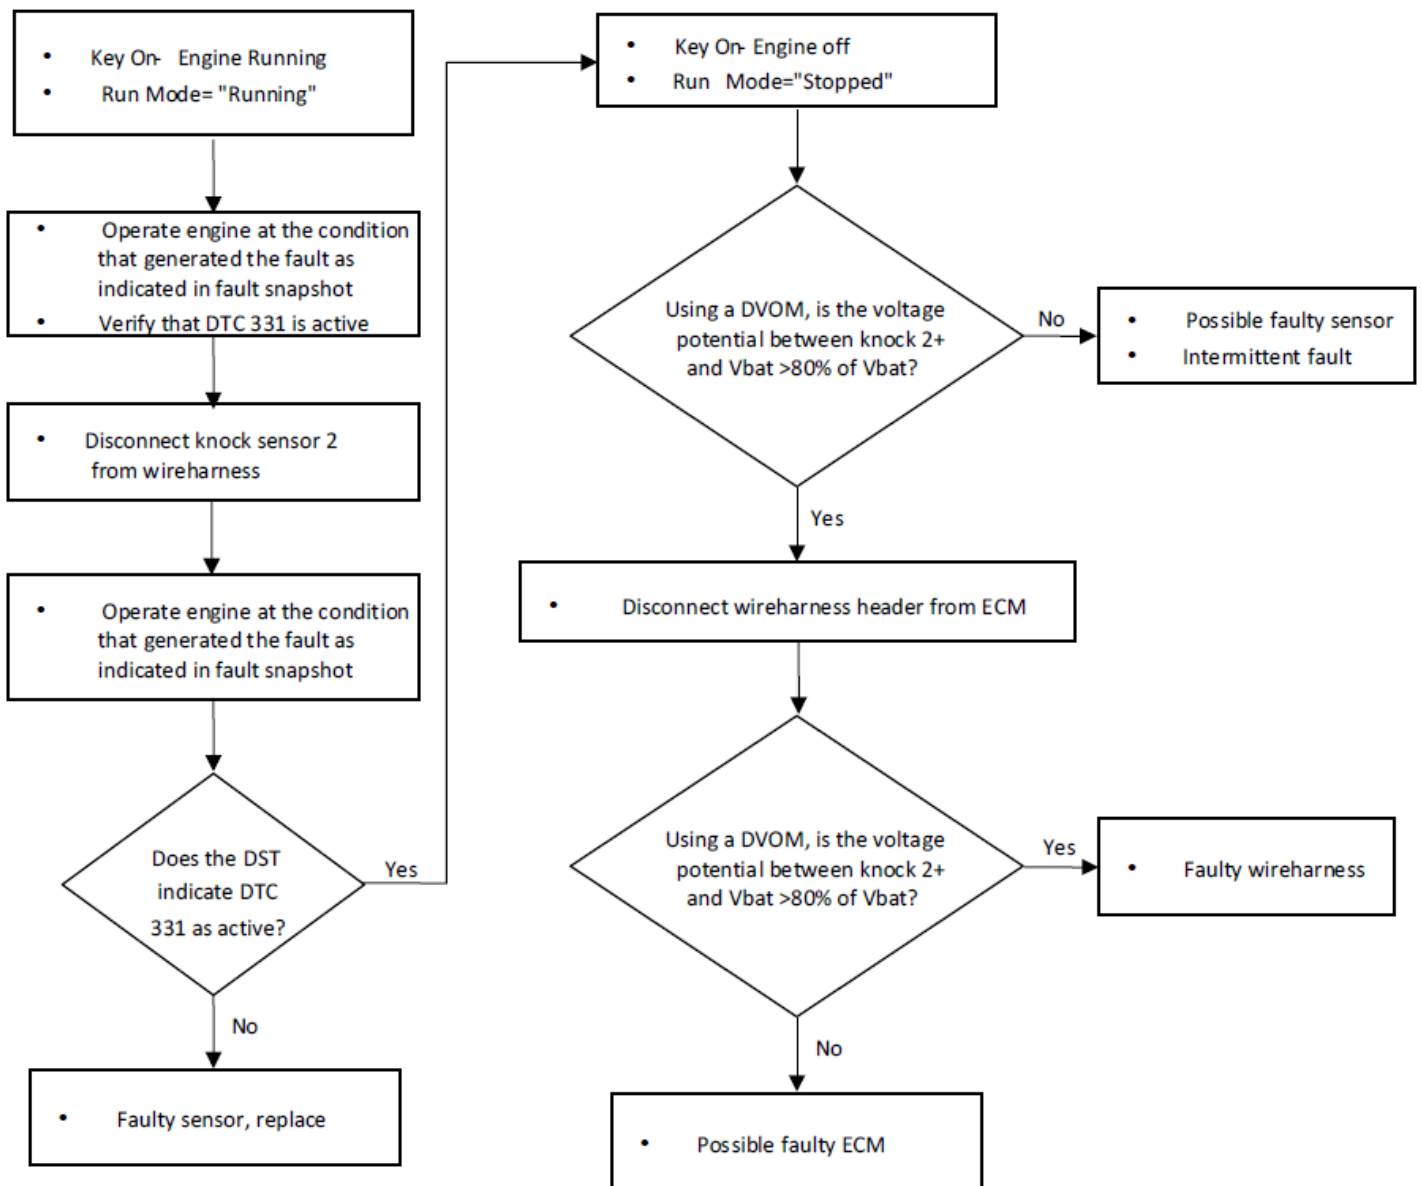 • Key On- Engine Running
• Run Mode= "Running"
• Operate engine at the condition
that generated the fault as
indicated in fault snapshot
• Verify that DTC 331 is active
• Disconnect knock sensor 2
from wireharness
• Operate engine at the condition
that generated the fault as
indicated in fault snapshot
Does the DST
indicate DTC
331 as active?
Yes
No
• Faulty sensor, replace
• Key On- Engine off
• Run Mode="Stopped"
Using a DVOM, is the voltage
potential between knock 2+
and Vbat >80% of Vbat?
No
• Possible faulty sensor
• Intermittent fault
Yes
• Disconnect wireharness header from ECM
Using a DVOM, is the voltage
potential between knock 2+
and Vbat >80% of Vbat?
Yes
• Faulty wireharness
No
• Possible faulty ECM